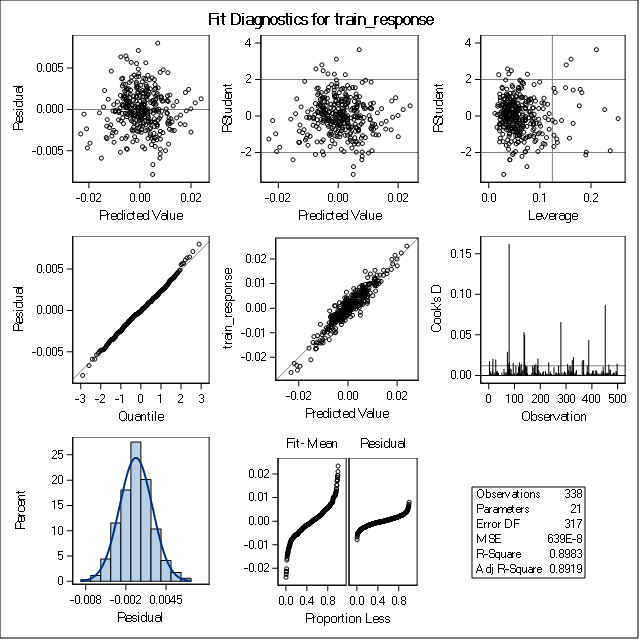 Fit Diagnostics for train_response
Residual
0.005
0.000
-0.005
-0.02 0.00 0.02
Predicted Value
RStudent
4
2
0
-2
-0.02 0.00 0.02
Predicted Value
RStudent
4
2
0
-2
0.0 0.1 0.2
Leverage
Residual
0.005
0.000
-0.005
-3 -2 -1 0 1 2 3
Quantile
train_response
0.02
0.01
0.00
-0.01
-0.02
-0.02 0.00 0.02
Predicted Value
Cook's D
0.15
0.10
0.05
0.00
0 100 200 300 400 500
Observation
Percent
25
20
15
10
5
0
-0.008 -0.002 0.0045
Residual
Fit-Mean Residual
0.02
0.01
0.00
-0.01
-0.02
0.0 0.4 0.8 0.0 0.4 0.8
Proportion Less
Observations 338
Parameters 21
Error DF 317
MSE 639E-8
R-Square 0.8983
Adj R-Square 0.8919